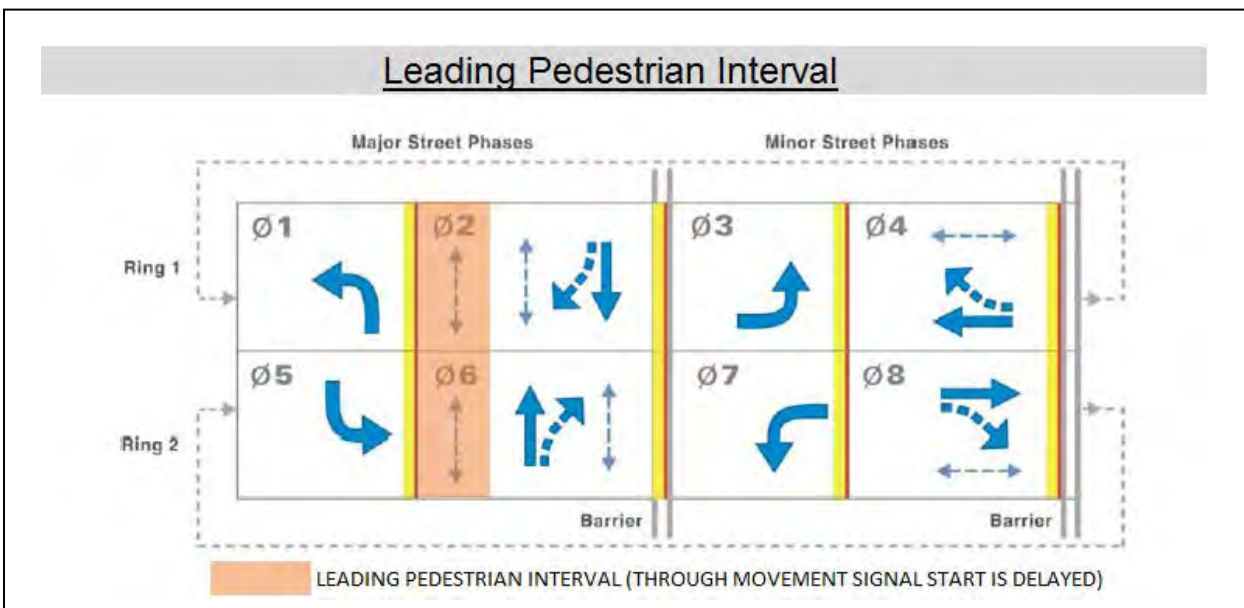 Leading Pedestrian Interval
Major Street Phases
Minor Street Phases
Ring 1
Ø1
Ø2
Ø3
Ø4
Ring 2
Ø5
Ø6
Ø7
Ø8
Barrier
Barrier
LEADING PEDESTRIAN INTERVAL (THROUGH MOVEMENT SIGNAL START IS DELAYED)